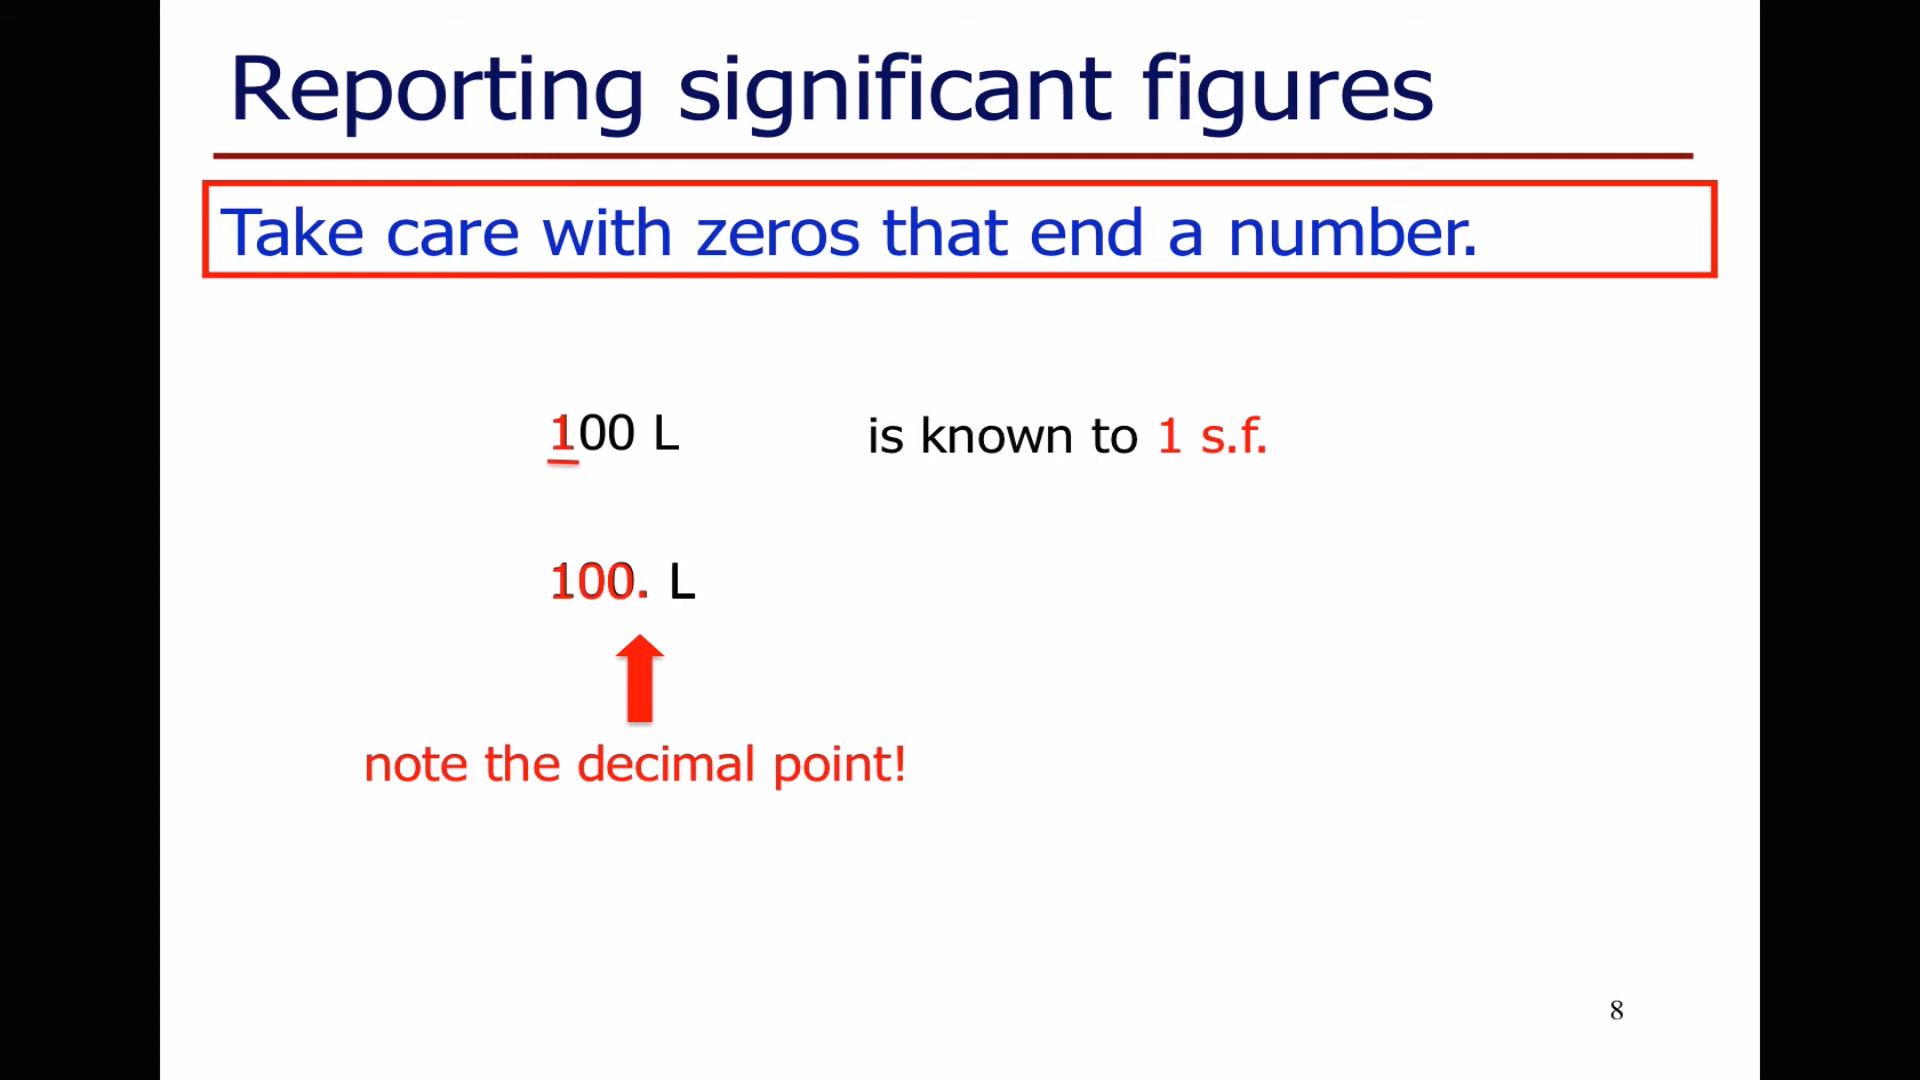 Reporting significant figures
Take care with zeros that end a number.
100 L is known to 1 s.f.
100. L
note the decimal point!
8